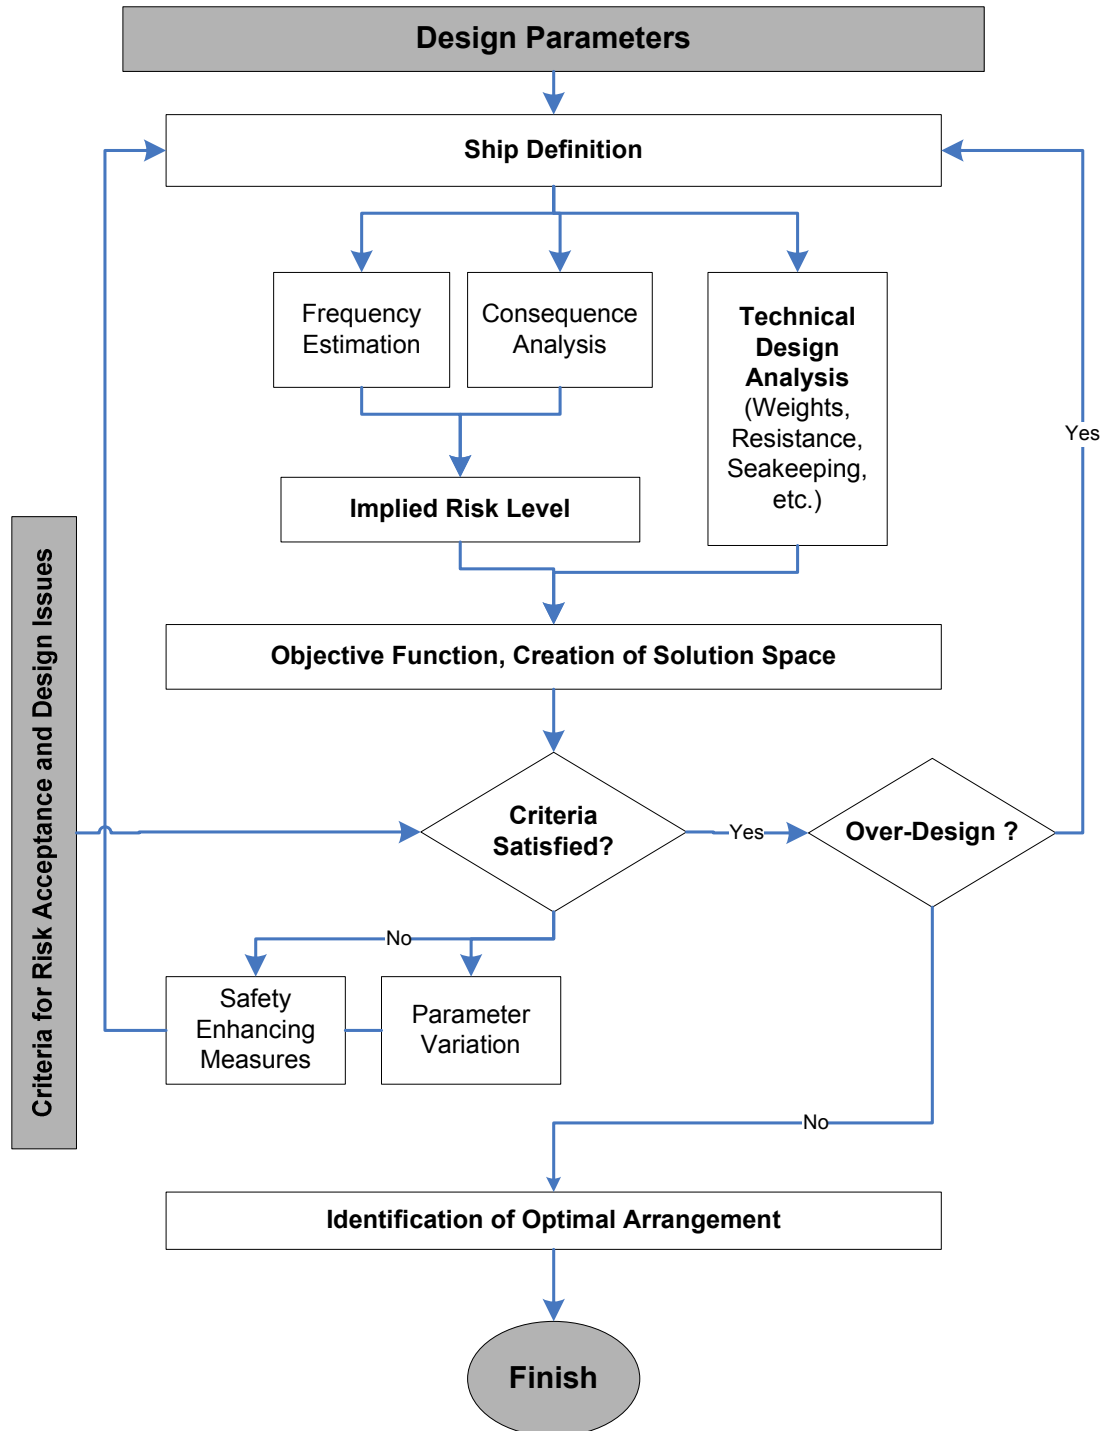 Design Parameters
Ship Definition
Frequency
Estimation
Consequence
Analysis
Technical
Design
Analysis
(Weights,
Resistance,
Seakeeping,
etc.)
Yes
Implied Risk Level
Criteria for Risk Acceptance and Design Issues
Objective Function, Creation of Solution Space
Criteria
Satisfied?
Yes
Over-Design ?
No
Safety
Enhancing
Measures
Parameter
Variation
No
Identification of Optimal Arrangement
Finish